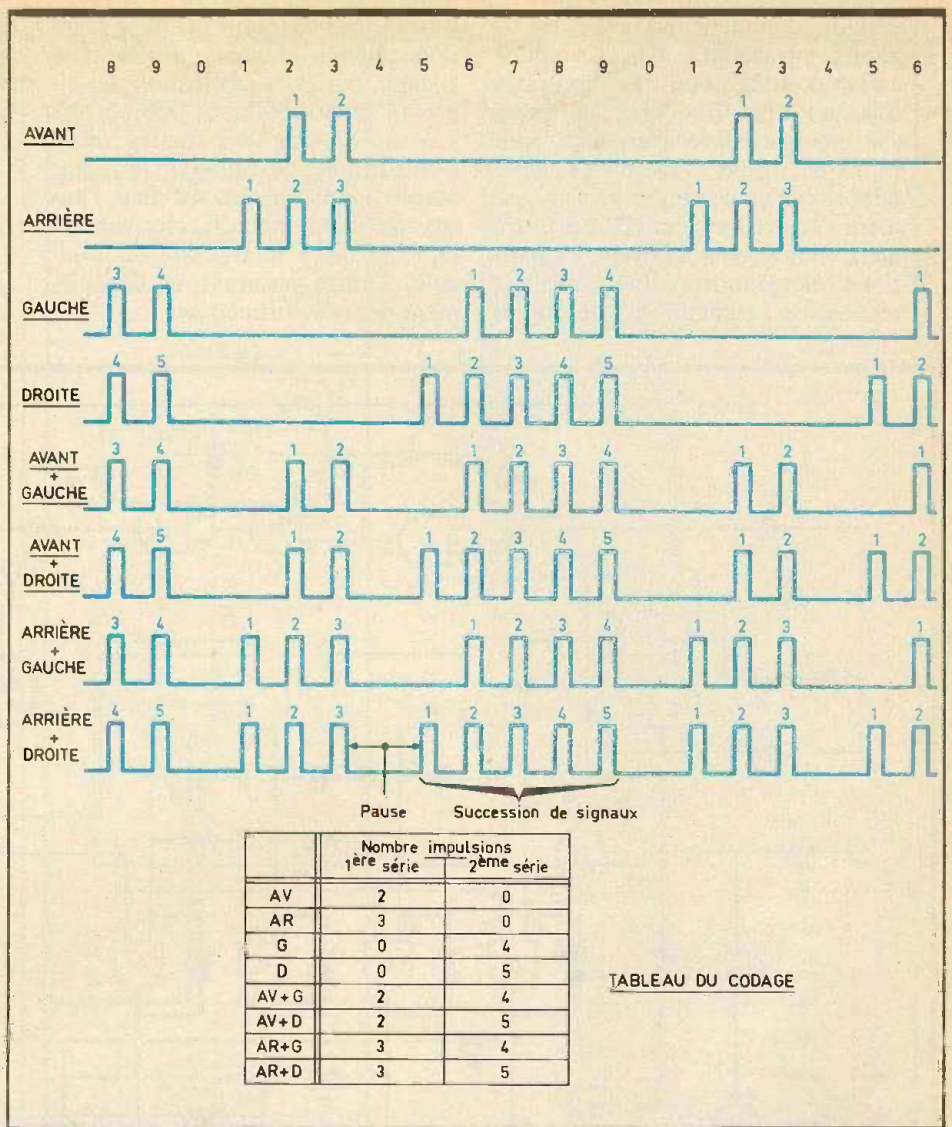 8 9 0 1 2 3 4 5 6 7 8 9 0 1 2 3 4 5 6
1 2 1 2
AVANT
1 2 3 1 2 3
ARRIÈRE
3 4 1 2 3 4 1
GAUCHE
4 5 1 2 3 4 5 1 2
DROITE
3 4 1 2 1 2 3 4 1 2 1
AVANT
+
GAUCHE
4 5 1 2 1 2 3 4 5 1 2 1 2
AVANT
+
DROITE
3 4 1 2 3 1 2 3 4 1 2 3 1
ARRIÈRE
+
GAUCHE
4 5 1 2 3 1 2 3 4 5 1 2 3 1 2
ARRIÈRE
+
DROITE
Pause Succession de signaux
Nombre impulsions
1ère série 2ème série
AV 2 0
AR 3 0
G 0 4
D 0 5
AV+G 2 4
AV+D 2 5
AR+G 3 4
AR+D 3 5
TABLEAU DU CODAGE